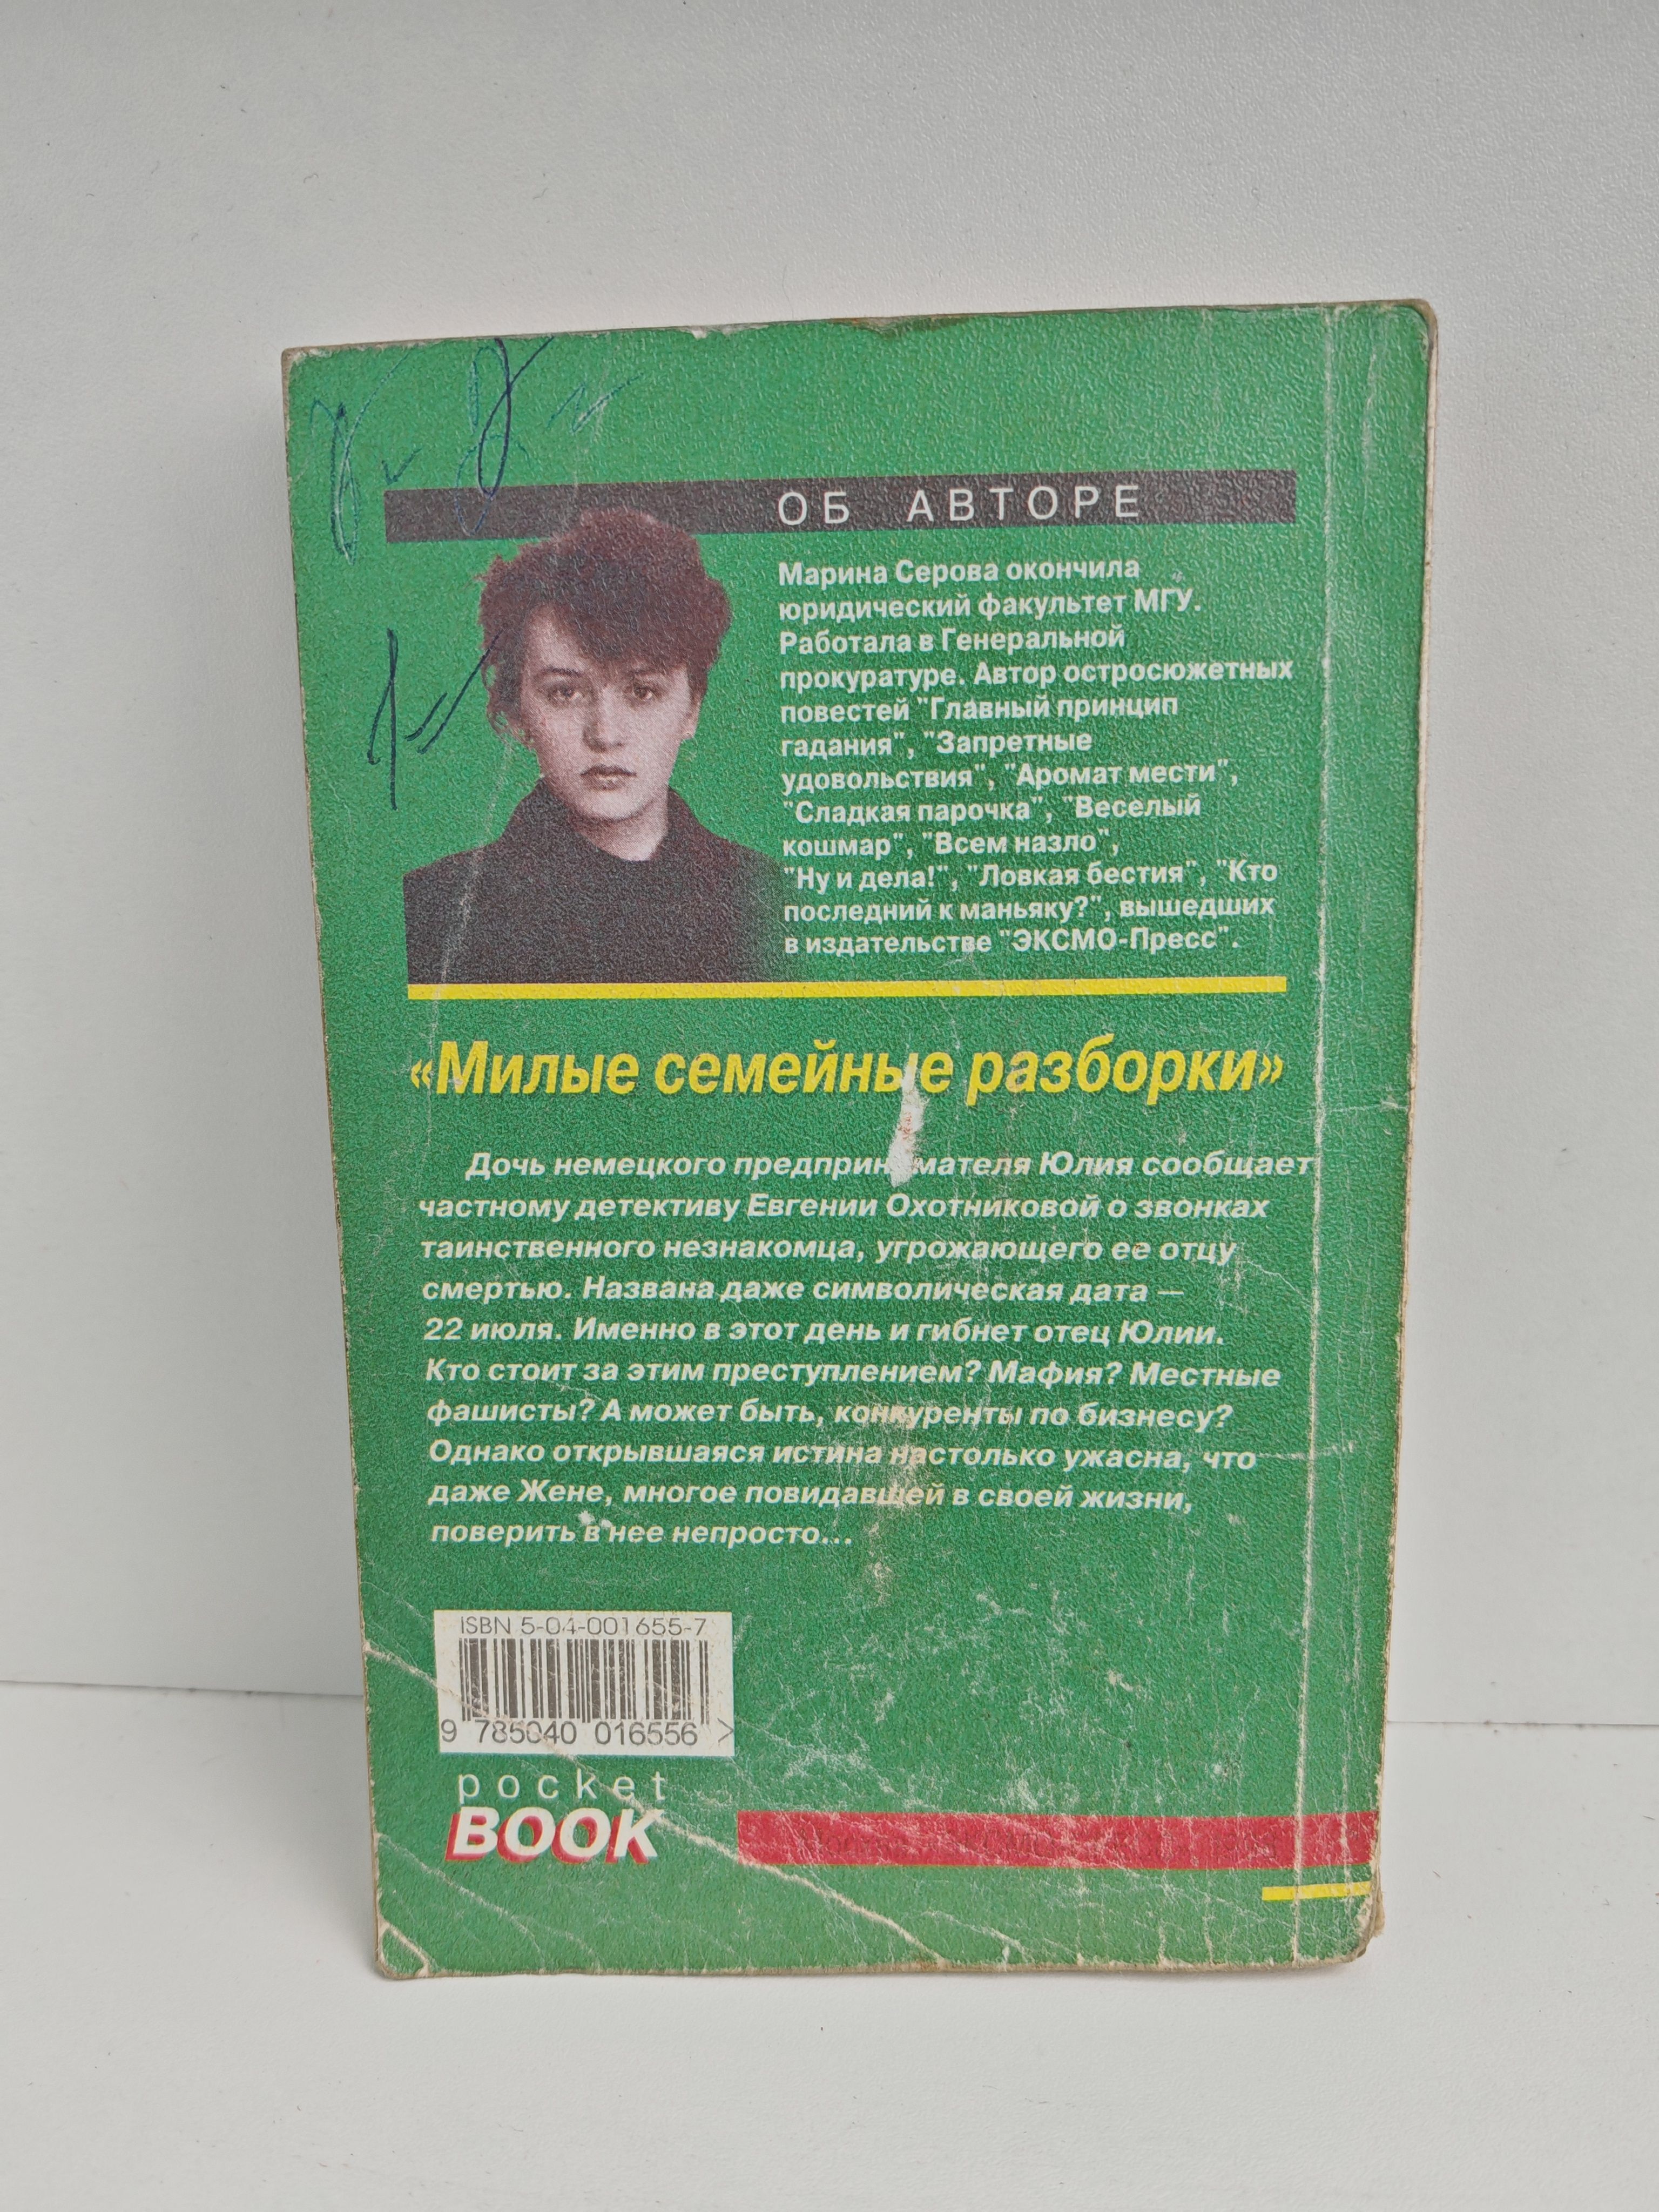 ОБ АВТОРЕ
Марина Серова окончила
юридический факультет МГУ.
Работала в Генеральной
прокуратуре. Автор остросюжетных
повестей "Главный принцип
гадания", "Запретные
удовольствия", "Аромат мести",
"Сладкая парочка", "Веселый
кошмар", "Всем назло",
"Ну и дела!", "Ловкая бестия", "Кто
последний к маньяку?", вышедших
в издательстве "ЭКСМО-Пресс".
«Милые семейные разборки»
Дочь немецкого предпринимателя Юлия сообщает
частному детективу Евгении Охотниковой о звонках
таинственного незнакомца, угрожающего ее отцу
смертью. Названа даже символическая дата —
22 июля. Именно в этот день и гибнет отец Юлии.
Кто стоит за этим преступлением? Мафия? Местные
фашисты? А может быть, конкуренты по бизнесу?
Однако открывшаяся истина настолько ужасна, что
даже Жене, многое повидавшей в своей жизни,
поверить в нее непросто...
ISBN 5-04-001655-7
9 785040 016556 >
pocket
BOOK